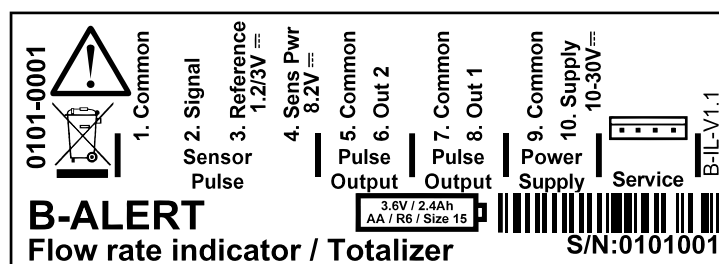 0101-0001
1. Common
2. Signal
3. Reference
1.2/3V ⎓
4. Sens Pwr
8.2V ⎓
5. Common
6. Out 2
7. Common
8. Out 1
9. Common
10. Supply
10-30V⎓
Sensor
Pulse
Pulse
Output
Pulse
Output
Power
Supply
Service
B-IL-V1.1
B-ALERT
3.6V / 2.4Ah
AA / R6 / Size 15
Flow rate indicator / Totalizer
S/N:0101001